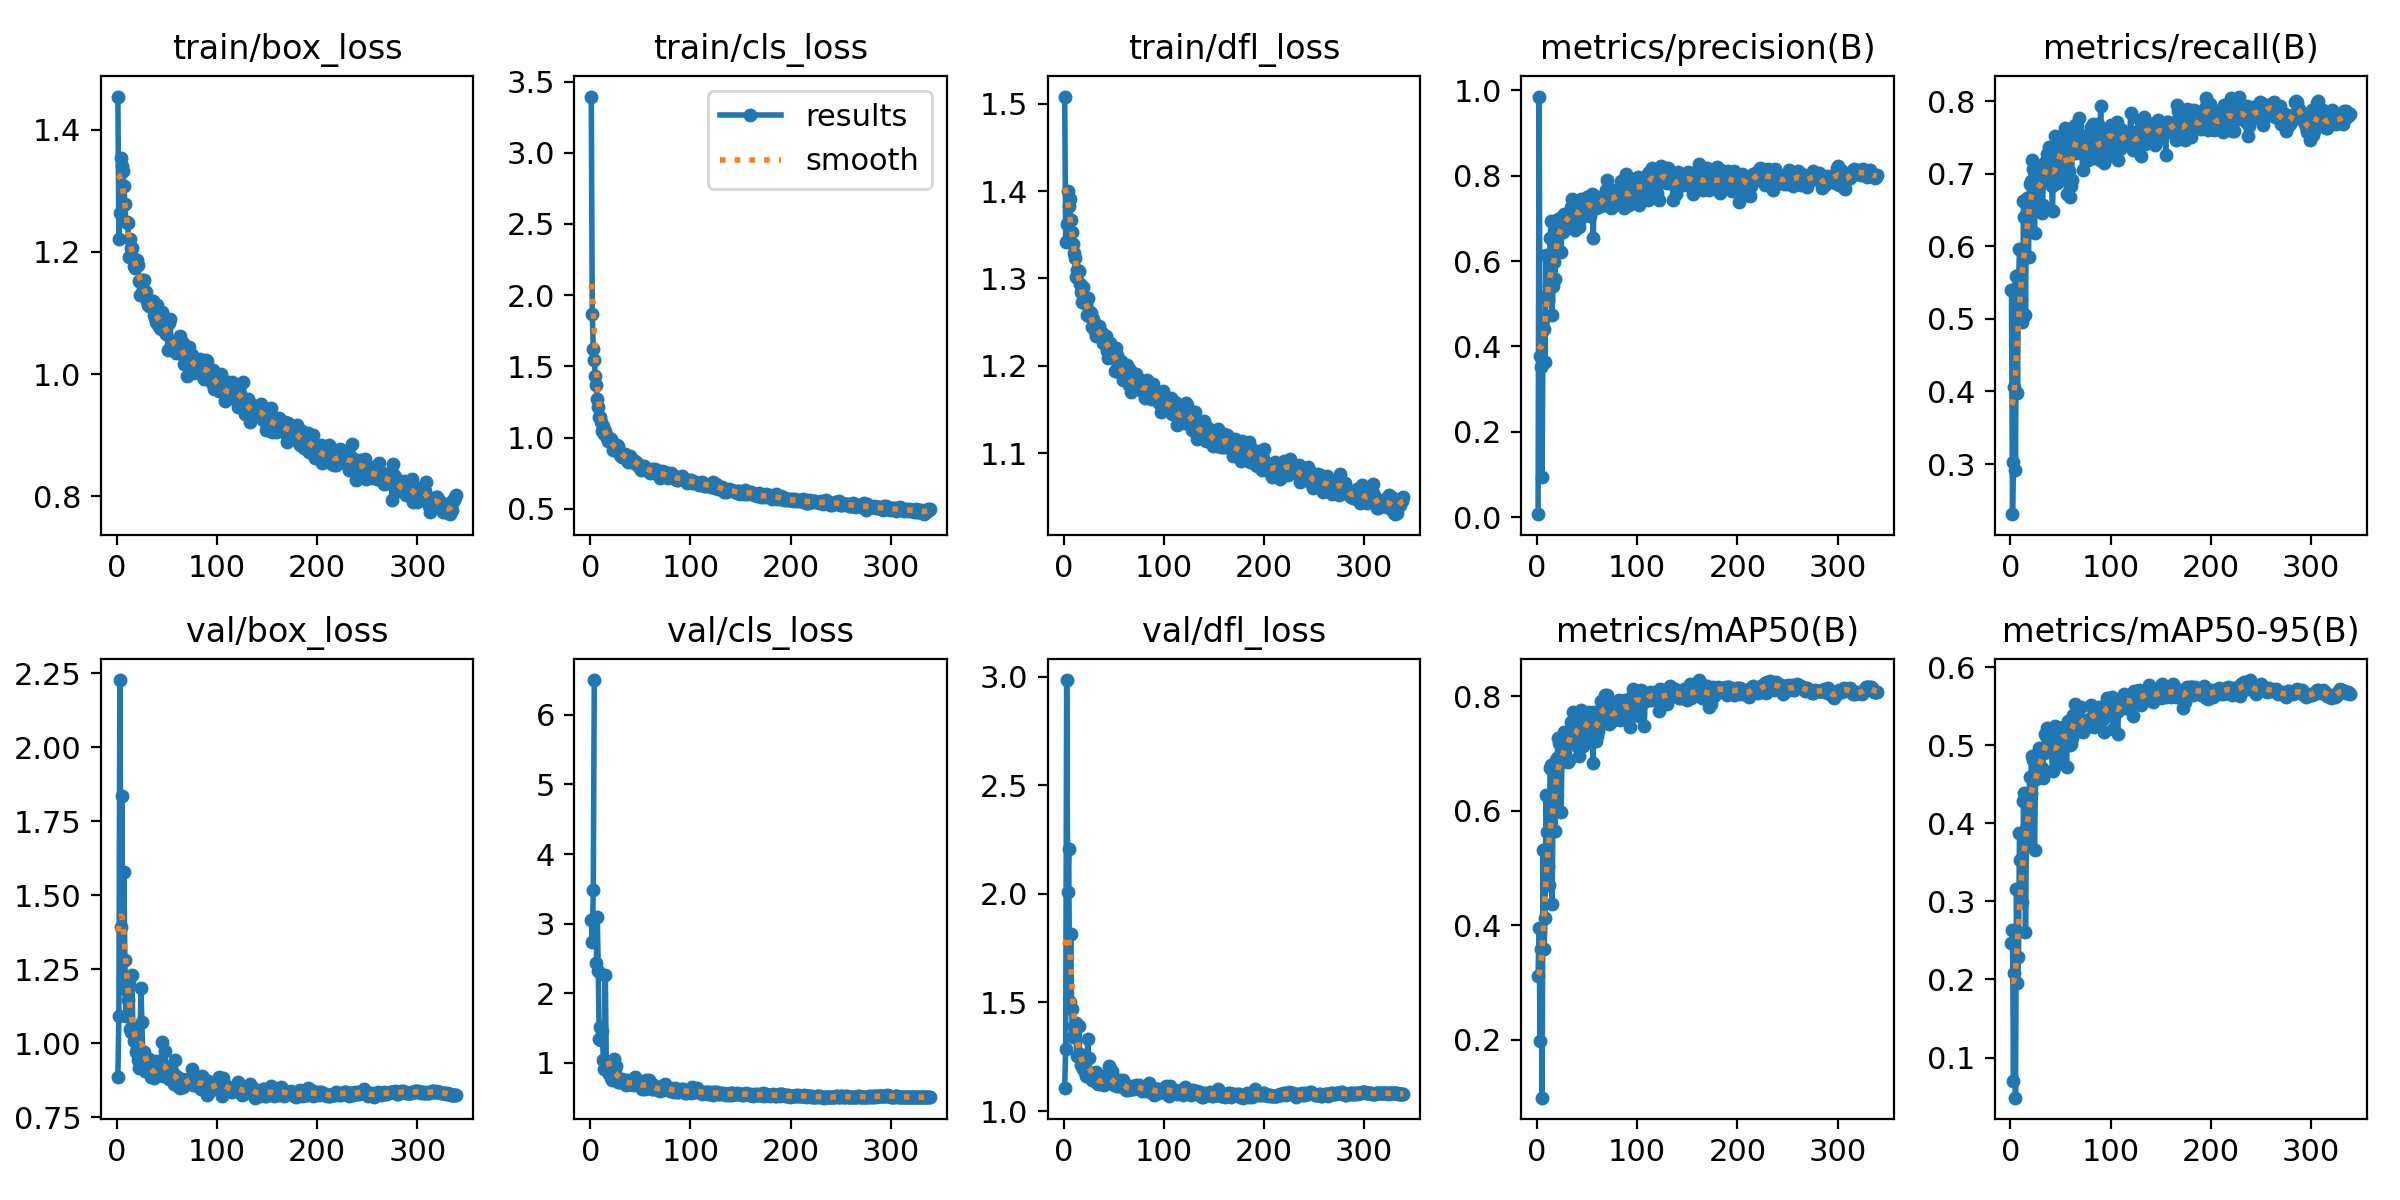 train/box_loss
1.4
1.2
1.0
0.8
0 100 200 300
train/cls_loss
results
smooth
3.5
3.0
2.5
2.0
1.5
1.0
0.5
0 100 200 300
train/dfl_loss
1.5
1.4
1.3
1.2
1.1
0 100 200 300
metrics/precision(B)
1.0
0.8
0.6
0.4
0.2
0.0
0 100 200 300
metrics/recall(B)
0.8
0.7
0.6
0.5
0.4
0.3
0 100 200 300
val/box_loss
2.25
2.00
1.75
1.50
1.25
1.00
0.75
0 100 200 300
val/cls_loss
6
5
4
3
2
1
0 100 200 300
val/dfl_loss
3.0
2.5
2.0
1.5
1.0
0 100 200 300
metrics/mAP50(B)
0.8
0.6
0.4
0.2
0 100 200 300
metrics/mAP50-95(B)
0.6
0.5
0.4
0.3
0.2
0.1
0 100 200 300